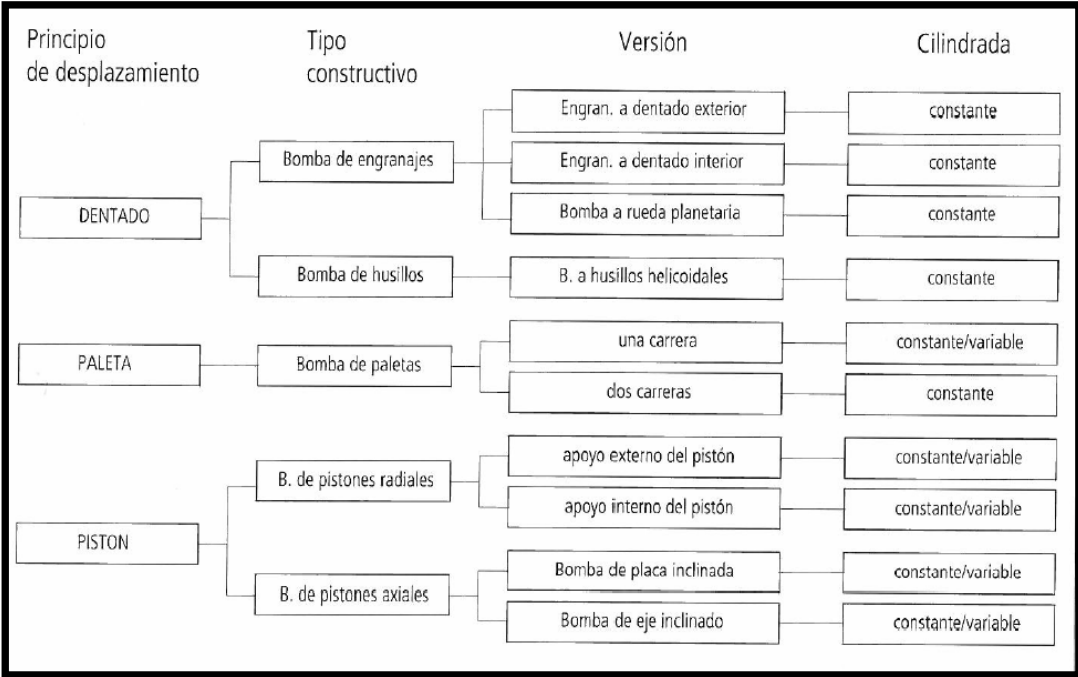 Principio
de desplazamiento
Tipo
constructivo
Versión
Cilindrada
Engran. a dentado exterior
constante
Bomba de engranajes
Engran. a dentado interior
constante
DENTADO
Bomba a rueda planetaria
constante
Bomba de husillos
B. a husillos helicoidales
constante
PALETA
Bomba de paletas
una carrera
constante/variable
dos carreras
constante
B. de pistones radiales
apoyo externo del pistón
constante/variable
apoyo interno del pistón
constante/variable
PISTON
B. de pistones axiales
Bomba de placa inclinada
constante/variable
Bomba de eje inclinado
constante/variable